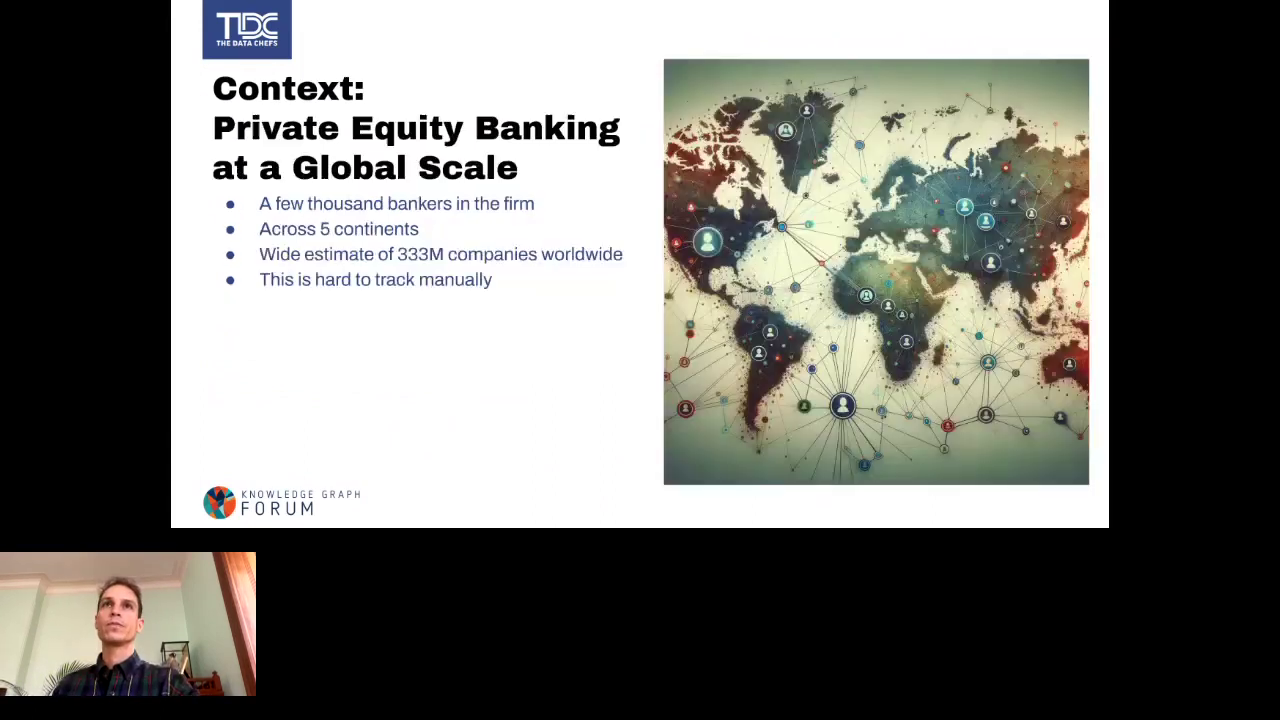 TDC
THE DATA CHEFS
Context:
Private Equity Banking
at a Global Scale
● A few thousand bankers in the firm
● Across 5 continents
● Wide estimate of 333M companies worldwide
● This is hard to track manually
KNOWLEDGE GRAPH
FORUM